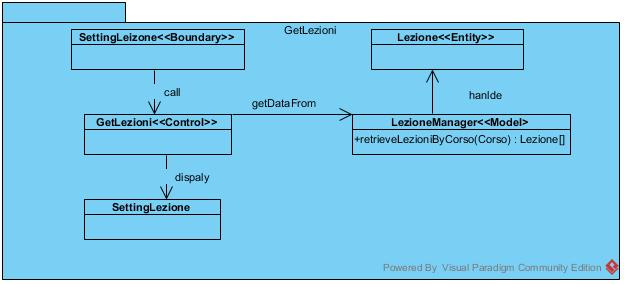 GetLezioni
SettingLeizone<<Boundary>>
Lezione<<Entity>>
call
hanlde
getDataFrom
GetLezioni<<Control>>
LezioneManager<<Model>
+retrieveLezioniByCorso(Corso) : Lezione[]
dispaly
SettingLezione
Powered By Visual Paradigm Community Edition